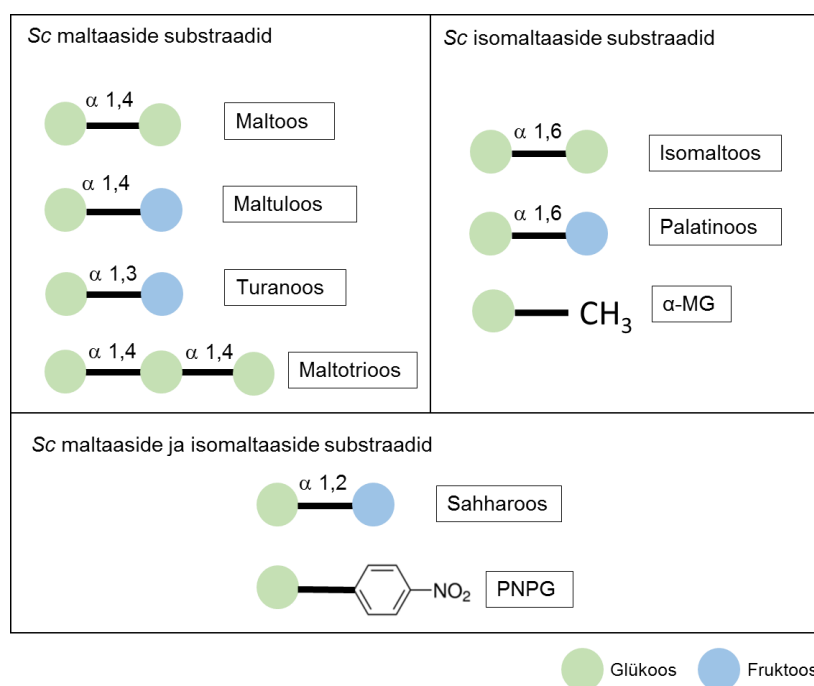 Sc maltaaside substraadid
α 1,4
Maltoos
α 1,4
Maltuloos
α 1,3
Turanoos
α 1,4 α 1,4
Maltotrioos
Sc isomaltaaside substraadid
α 1,6
Isomaltoos
α 1,6
Palatinoos
CH3 α-MG
Sc maltaaside ja isomaltaaside substraadid
α 1,2
Sahharoos
NO2 PNPG
Glükoos Fruktoos